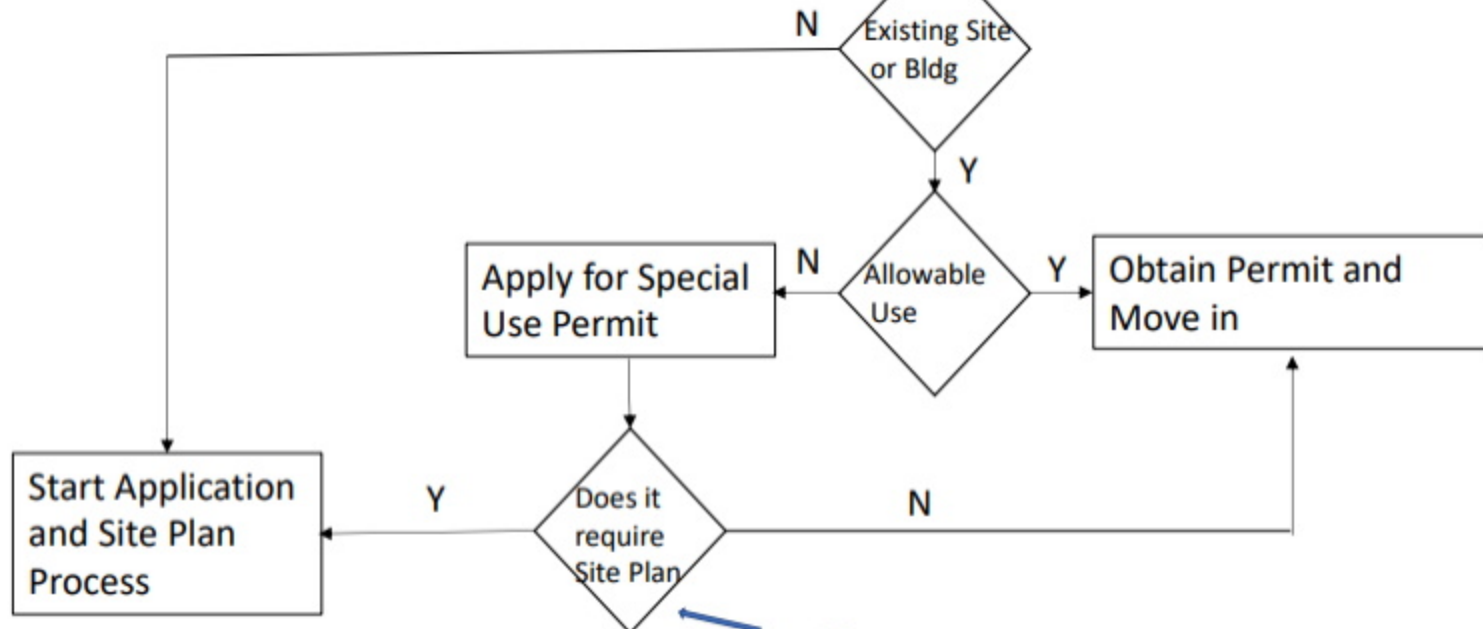 N
Existing Site
or Bldg
Y
Apply for Special
Use Permit
N
Allowable
Use
Y
Obtain Permit and
Move in
Start Application
and Site Plan
Process
Y
Does it
require
Site Plan
N